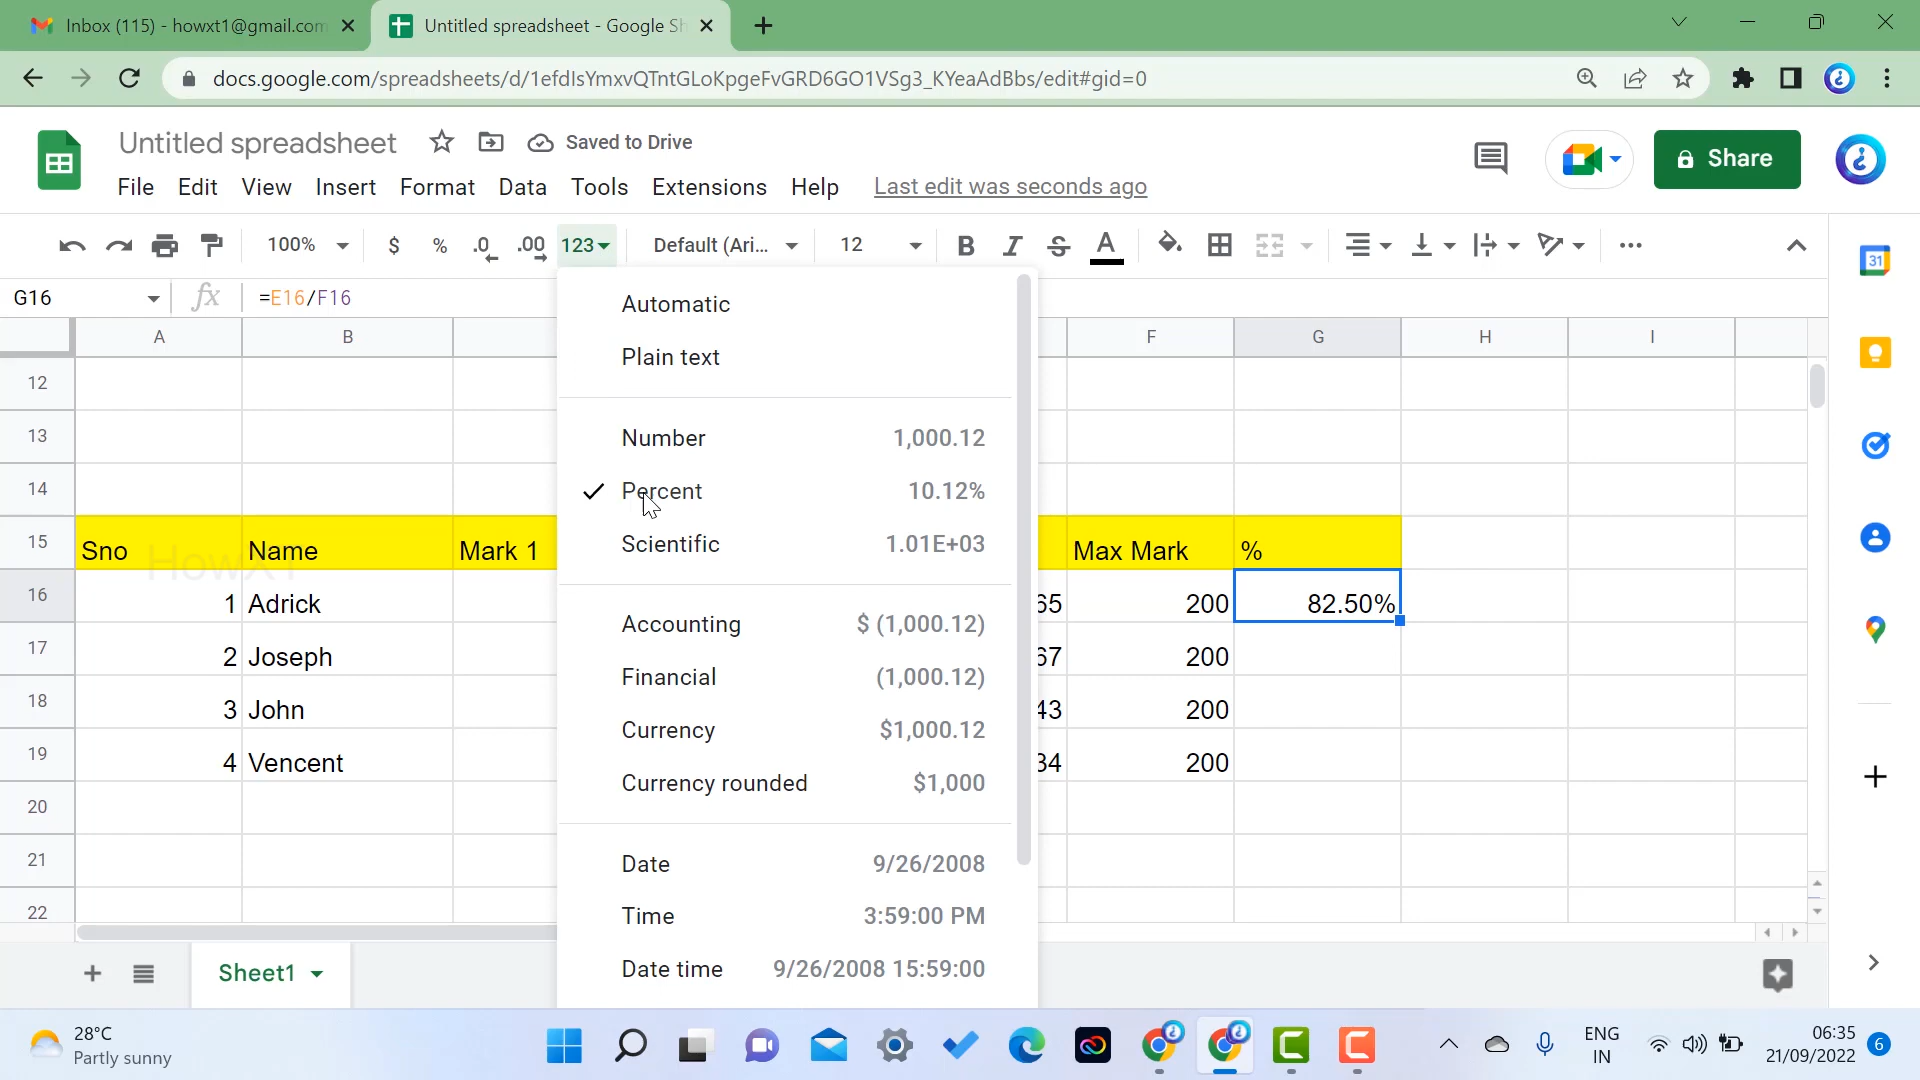 Inbox (115) - howxt1@gmail.com
Untitled spreadsheet - Google Sh
docs.google.com/spreadsheets/d/1efdIsYmxvQTntGLoKpgeFvGRD6GO1VSg3_KYeaAdBbs/edit#gid=0
Untitled spreadsheet Saved to Drive
File Edit View Insert Format Data Tools Extensions Help Last edit was seconds ago
Share
100% $ % .0 .00 123 Default (Ari... 12 B I S A
31
G16 fx =E16/F16
A B F G H I
12
13
14
15 Sno Name Mark 1 Max Mark %
HowXT
16 1 Adrick 65 200 82.50%
17 2 Joseph 67 200
18 3 John 43 200
19 4 Vencent 34 200
20
21
22
Automatic
Plain text
Number 1,000.12
Percent 10.12%
Scientific 1.01E+03
Accounting $ (1,000.12)
Financial (1,000.12)
Currency $1,000.12
Currency rounded $1,000
Date 9/26/2008
Time 3:59:00 PM
Date time 9/26/2008 15:59:00
Sheet1
28°C
Partly sunny
ENG
IN
06:35
21/09/2022
6